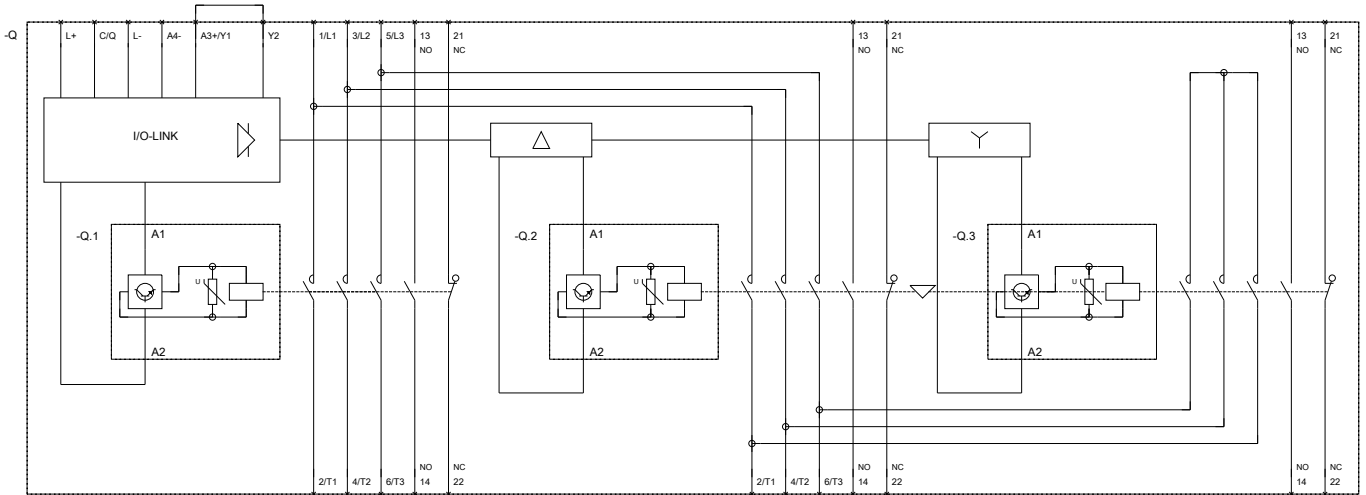 -Q L+ C/Q L- A4- A3+/Y1 Y2 1/L1 3/L2 5/L3 13 21 13 21 13 21
NO NC NO NC NO NC
I/O-LINK
-Q.1 A1 -Q.2 A1 -Q.3 A1
U U U
A2 A2 A2
NO NC NO NC NO NC
2/T1 4/T2 6/T3 14 22 2/T1 4/T2 6/T3 14 22 14 22